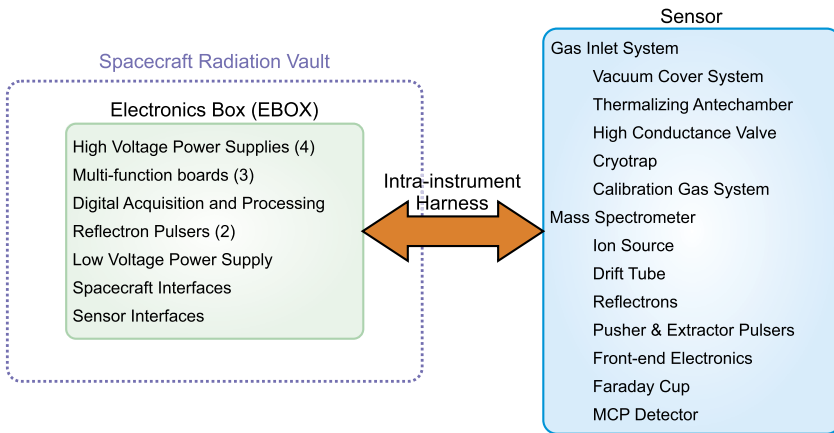 Spacecraft Radiation Vault
Electronics Box (EBOX)
High Voltage Power Supplies (4)
Multi-function boards (3)
Digital Acquisition and Processing
Reflectron Pulsers (2)
Low Voltage Power Supply
Spacecraft Interfaces
Sensor Interfaces
Intra-instrument
Harness
Sensor
Gas Inlet System
Vacuum Cover System
Thermalizing Antechamber
High Conductance Valve
Cryotrap
Calibration Gas System
Mass Spectrometer
Ion Source
Drift Tube
Reflectrons
Pusher & Extractor Pulsers
Front-end Electronics
Faraday Cup
MCP Detector